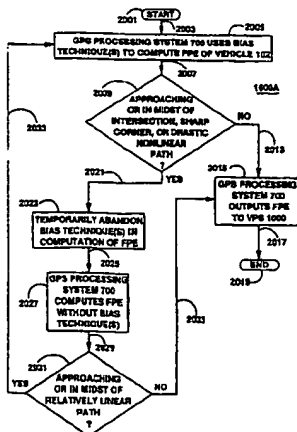 2001
START
2003
2005
GPS PROCESSING SYSTEM 700 USES BIAS
TECHNIQUE(S) TO COMPUTE FPE OF VEHICLE 102
2007
2009
APPROACHING
OR IN MIDST OF
INTERSECTION, SHARP
CORNER, OR DRASTIC
NONLINEAR
PATH
?
NO
2013
YES
2021
2033
2015
GPS PROCESSING
SYSTEM 700
OUTPUTS FPE
TO VPS 1000
2017
END
2019
2023
TEMPORARILY ABANDON
BIAS TECHNIQUE(S) IN
COMPUTATION OF FPE
2025
2027
GPS PROCESSING
SYSTEM 700
COMPUTES FPE
WITHOUT BIAS
TECHNIQUE(S)
2029
2031
APPROACHING
OR IN MIDST OF
RELATIVELY LINEAR
PATH
?
YES
NO